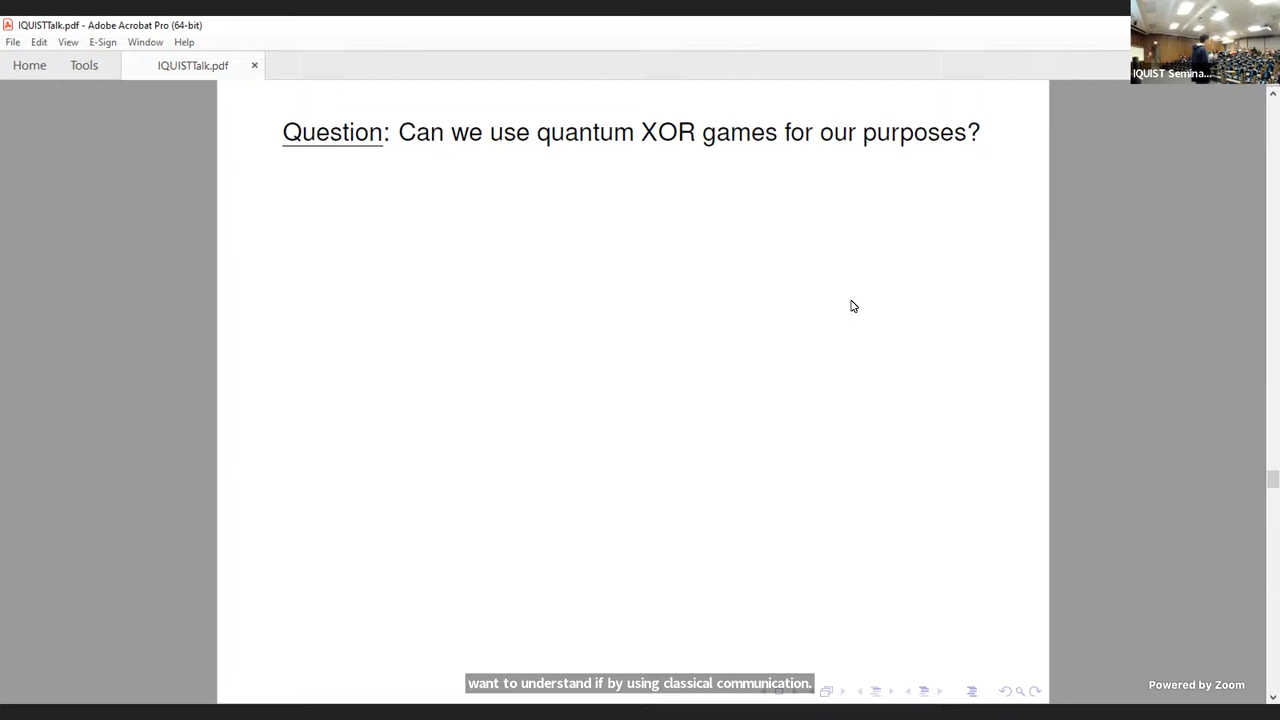 IQUISTTalk.pdf - Adobe Acrobat Pro (64-bit)
File Edit View E-Sign Window Help
Home Tools IQUISTTalk.pdf ×
IQUIST Semina...
Question: Can we use quantum XOR games for our purposes?
want to understand if by using classical communication.
Powered by Zoom